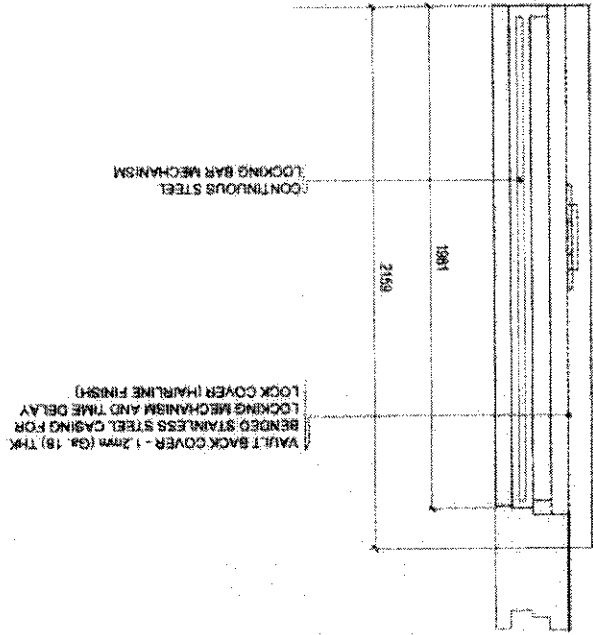 VAULT BACK COVER - 1.2mm (Ga. 18) THK.
BENDED STAINLESS STEEL CASING FOR
LOCKING MECHANISM AND TIME DELAY
LOCK COVER (HAIRLINE FINISH)
1981
2159
CONTINUOUS STEEL
LOCKING BAR MECHANISM